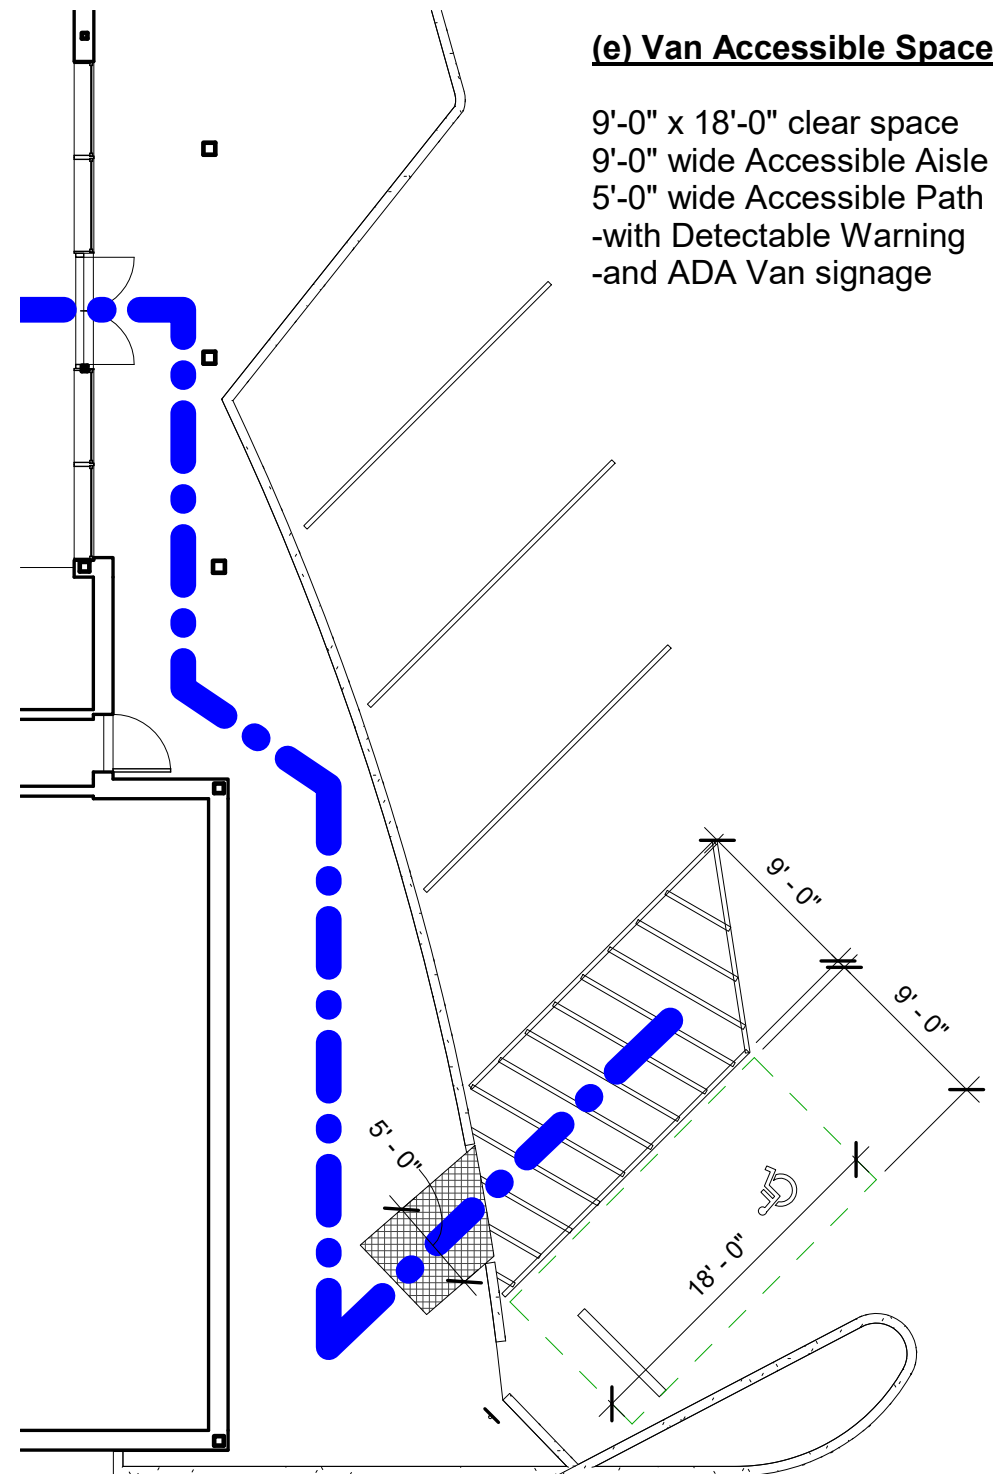 (e) Van Accessible Space
9'-0" x 18'-0" clear space
9'-0" wide Accessible Aisle
5'-0" wide Accessible Path
-with Detectable Warning
-and ADA Van signage
9' - 0"
9' - 0"
5' - 0"
18' - 0"